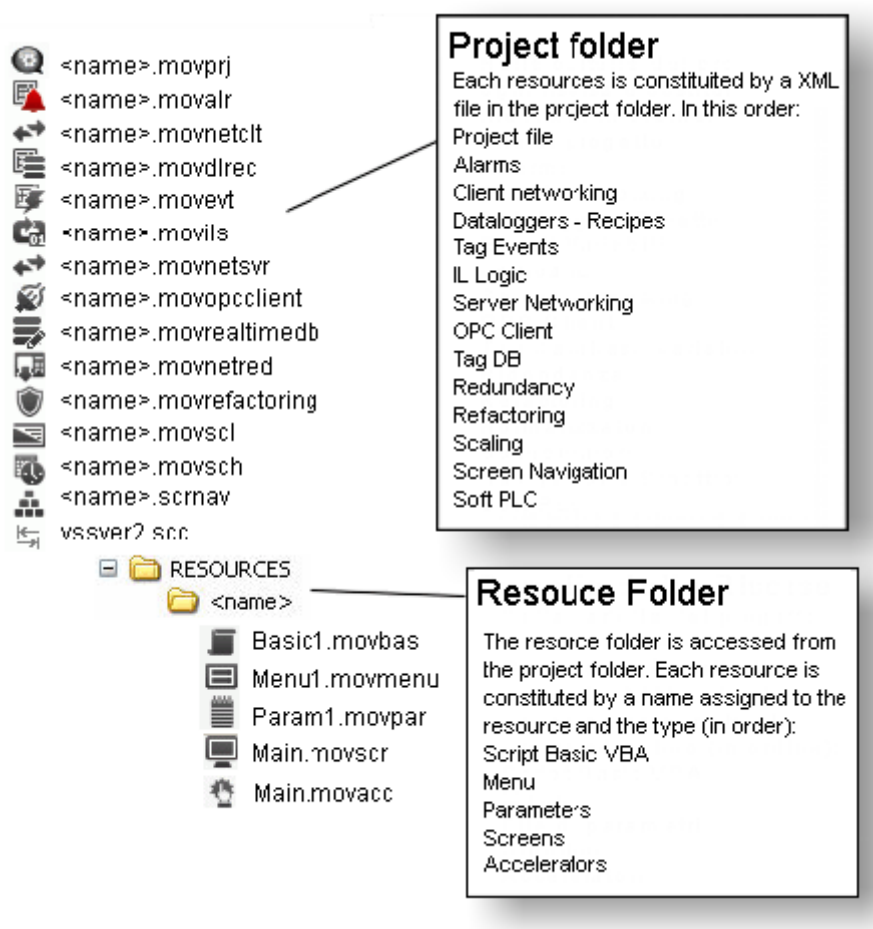 <name>.movprj
<name>.movalr
<name>.movnetclt
<name>.movdlrec
<name>.movevt
<name>.movils
<name>.movnetsvr
<name>.movopcclient
<name>.movrealtimedb
<name>.movnetred
<name>.movrefactoring
<name>.movscl
<name>.movsch
<name>.scrnav
vssver2.scc
Project folder
Each resources is constituited by a XML
file in the project folder. In this order:
Project file
Alarms
Client networking
Dataloggers - Recipes
Tag Events
IL Logic
Server Networking
OPC Client
Tag DB
Redundancy
Refactoring
Scaling
Screen Navigation
Soft PLC
RESOURCES
<name>
Basic1.movbas
Menu1.movmenu
Param1.movpar
Main.movscr
Main.movacc
Resouce Folder
The resorce folder is accessed from
the project folder. Each resource is
constituted by a name assigned to the
resource and the type (in order):
Script Basic VBA
Menu
Parameters
Screens
Accelerators